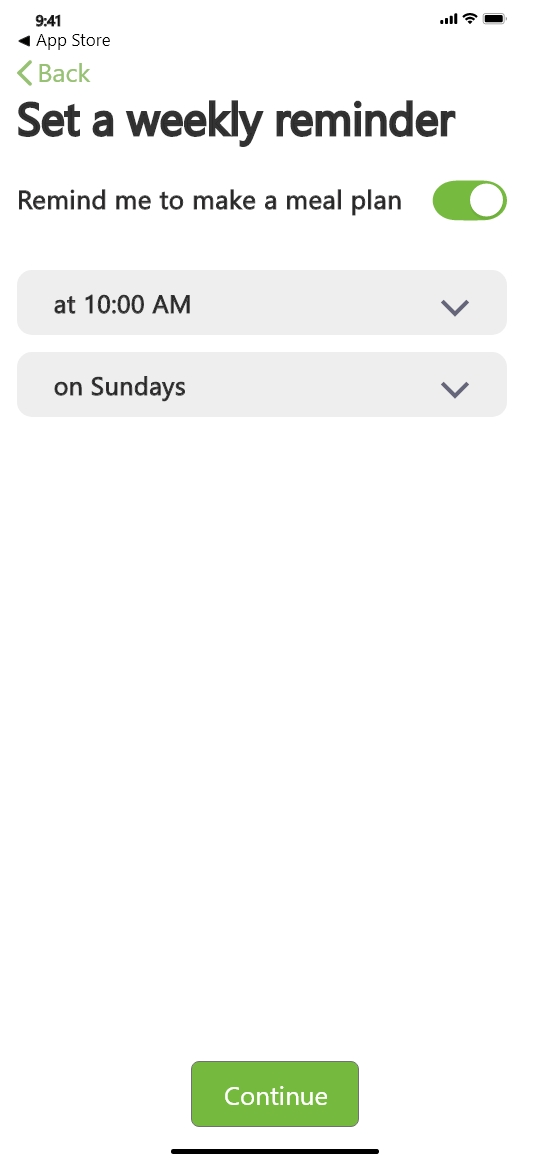 9:41
App Store
Back
Set a weekly reminder
Remind me to make a meal plan
at 10:00 AM
on Sundays
Continue